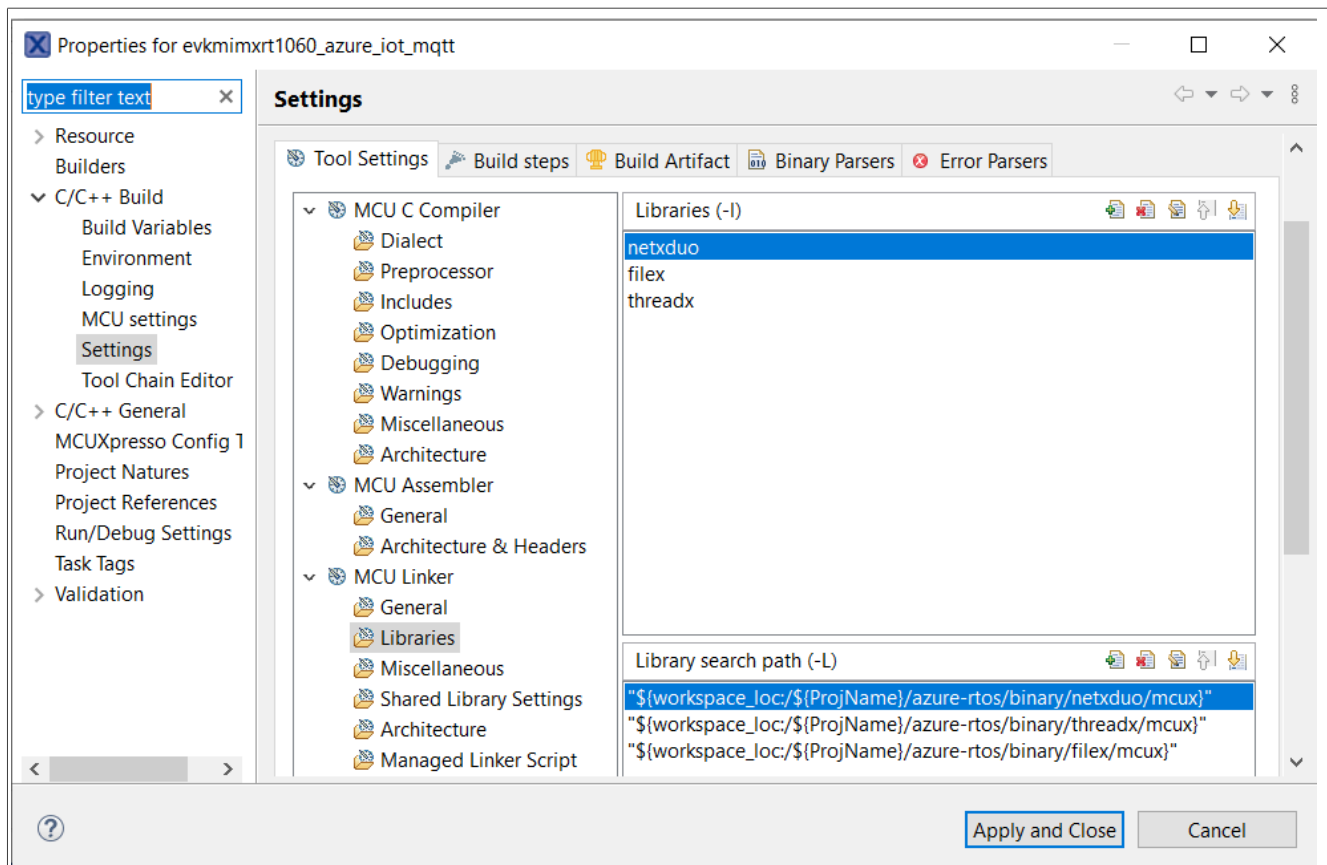 Properties for evkmimxrt1060_azure_iot_mqtt
type filter text
Settings
Resource
Builders
C/C++ Build
Build Variables
Environment
Logging
MCU settings
Settings
Tool Chain Editor
C/C++ General
MCUXpresso Config T
Project Natures
Project References
Run/Debug Settings
Task Tags
Validation
Tool Settings
Build steps
Build Artifact
Binary Parsers
Error Parsers
MCU C Compiler
Dialect
Preprocessor
Includes
Optimization
Debugging
Warnings
Miscellaneous
Architecture
MCU Assembler
General
Architecture & Headers
MCU Linker
General
Libraries
Miscellaneous
Shared Library Settings
Architecture
Managed Linker Script
Libraries (-l)
netxduo
filex
threadx
Library search path (-L)
"${workspace_loc:/${ProjName}/azure-rtos/binary/netxduo/mcux}"
"${workspace_loc:/${ProjName}/azure-rtos/binary/threadx/mcux}"
"${workspace_loc:/${ProjName}/azure-rtos/binary/filex/mcux}"
Apply and Close
Cancel